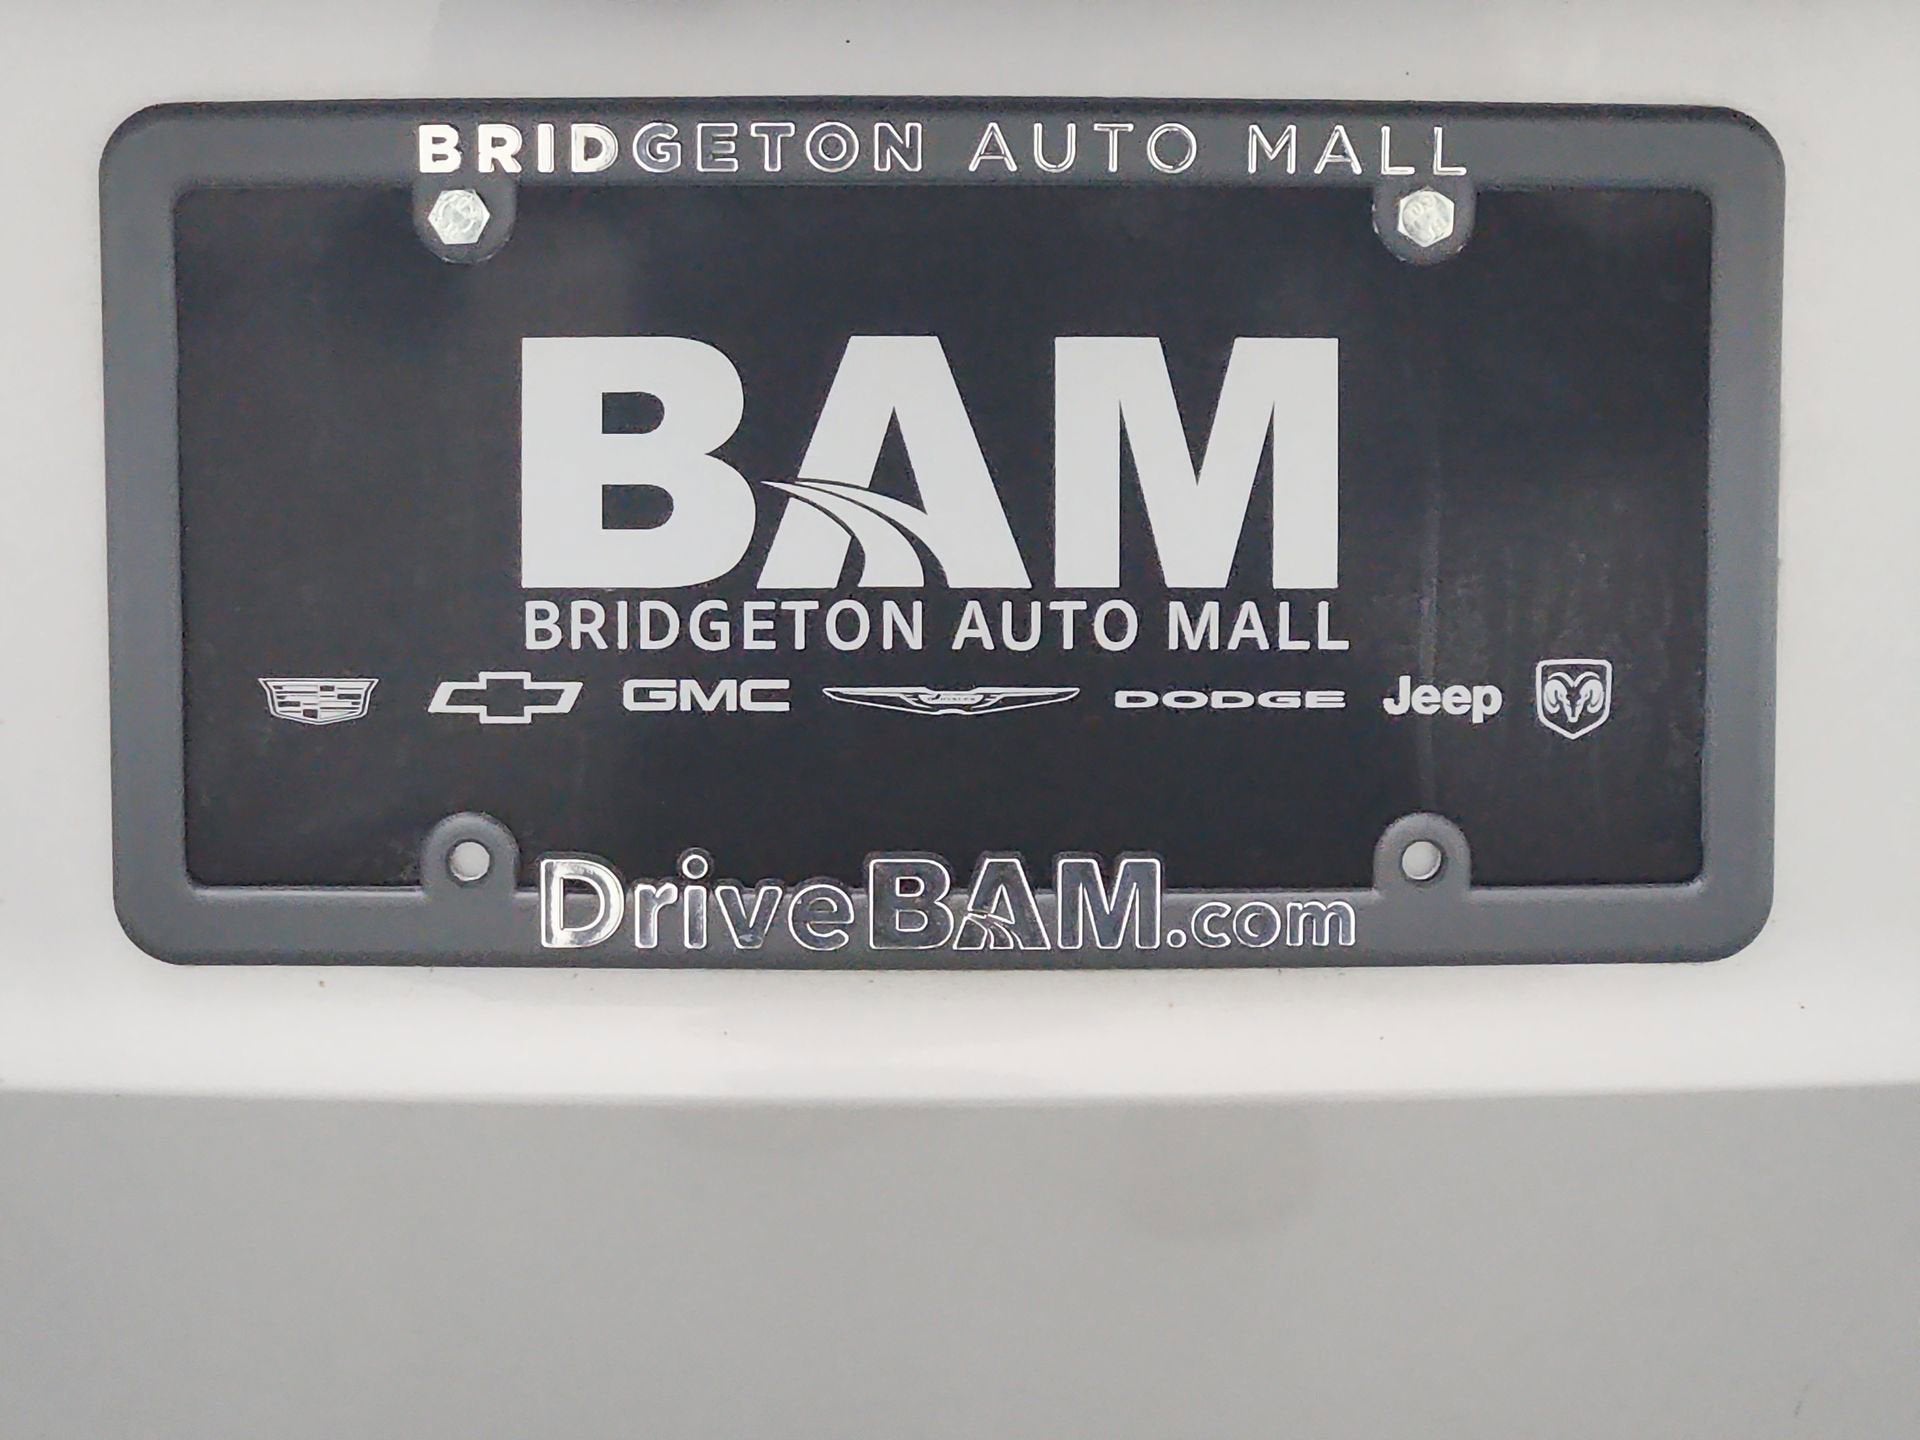 BRIDGETON AUTO MALL
BAM
BRIDGETON AUTO MALL
GMC DODGE Jeep
DriveBAM.com